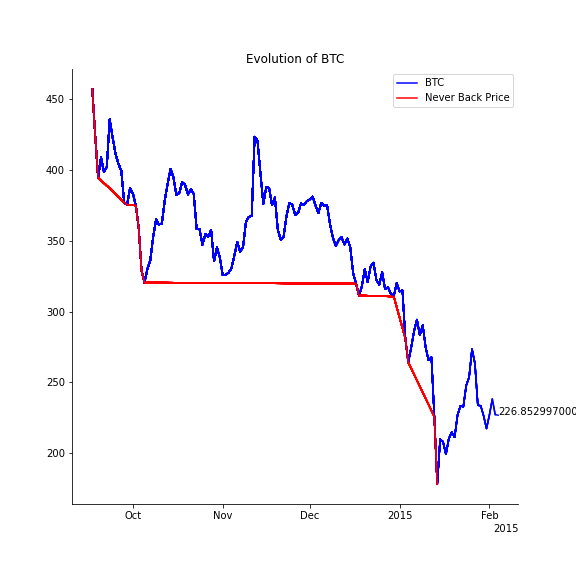 Evolution of BTC
BTC
Never Back Price
450
400
350
300
250
200
226.852997000
Oct
Nov
Dec
2015
Feb
2015